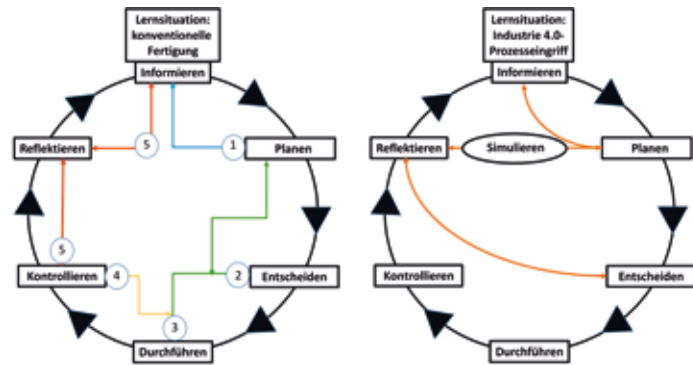 Lernsituation:
konventionelle
Fertigung
Informieren
Reflektieren
5
1
Planen
5
Kontrollieren
4
2
Entscheiden
3
Durchführen
Lernsituation:
Industrie 4.0-
Prozesseingriff
Informieren
Reflektieren
Simulieren
Planen
Kontrollieren
Entscheiden
Durchführen